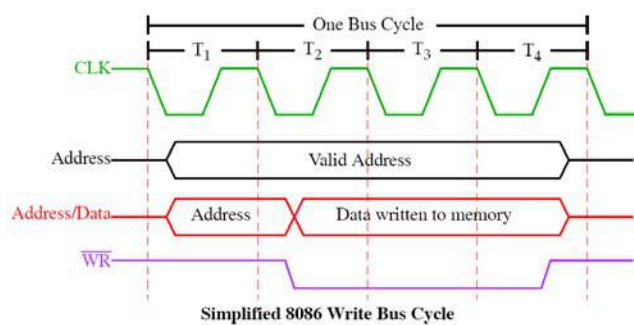 One Bus Cycle
T1 T2 T3 T4
CLK
Address Valid Address
Address/Data Address Data written to memory
WR
Simplified 8086 Write Bus Cycle